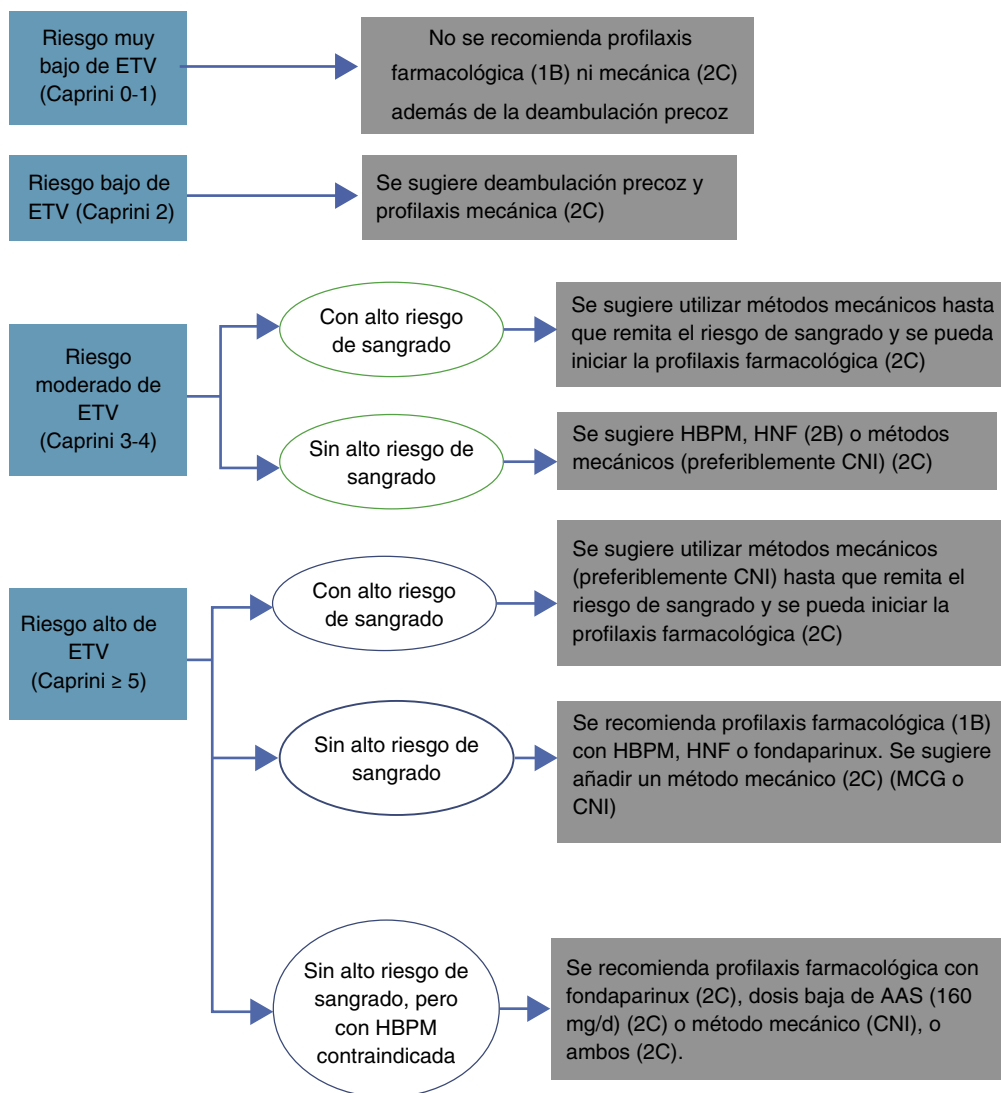 Riesgo muy
bajo de ETV
(Caprini 0-1)
No se recomienda profilaxis
farmacológica (1B) ni mecánica (2C)
además de la deambulación precoz
Riesgo bajo de
ETV (Caprini 2)
Se sugiere deambulación precoz y
profilaxis mecánica (2C)
Riesgo
moderado de
ETV
(Caprini 3-4)
Con alto riesgo
de sangrado
Se sugiere utilizar métodos mecánicos hasta
que remita el riesgo de sangrado y se pueda
iniciar la profilaxis farmacológica (2C)
Sin alto riesgo de
sangrado
Se sugiere HBPM, HNF (2B) o métodos
mecánicos (preferiblemente CNI) (2C)
Riesgo alto de
ETV
(Caprini ≥ 5)
Con alto riesgo
de sangrado
Se sugiere utilizar métodos mecánicos
(preferiblemente CNI) hasta que remita el
riesgo de sangrado y se pueda iniciar la
profilaxis farmacológica (2C)
Sin alto riesgo de
sangrado
Se recomienda profilaxis farmacológica (1B)
con HBPM, HNF o fondaparinux. Se sugiere
añadir un método mecánico (2C) (MCG o
CNI)
Sin alto riesgo de
sangrado, pero
con HBPM
contraindicada
Se recomienda profilaxis farmacológica con
fondaparinux (2C), dosis baja de AAS (160
mg/d) (2C) o método mecánico (CNI), o
ambos (2C).